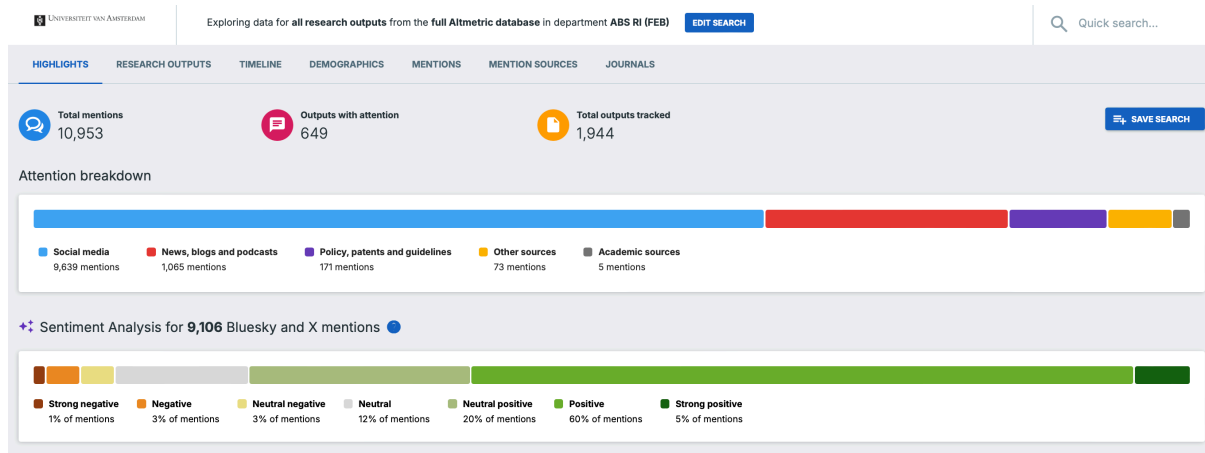 UNIVERSITEIT VAN AMSTERDAM
Exploring data for all research outputs from the full Altmetric database in department ABS RI (FEB)
EDIT SEARCH
Quick search...
HIGHLIGHTS
RESEARCH OUTPUTS
TIMELINE
DEMOGRAPHICS
MENTIONS
MENTION SOURCES
JOURNALS
Total mentions
10,953
Outputs with attention
649
Total outputs tracked
1,944
SAVE SEARCH
Attention breakdown
Social media
9,639 mentions
News, blogs and podcasts
1,065 mentions
Policy, patents and guidelines
171 mentions
Other sources
73 mentions
Academic sources
5 mentions
Sentiment Analysis for 9,106 Bluesky and X mentions
Strong negative
1% of mentions
Negative
3% of mentions
Neutral negative
3% of mentions
Neutral
12% of mentions
Neutral positive
20% of mentions
Positive
60% of mentions
Strong positive
5% of mentions